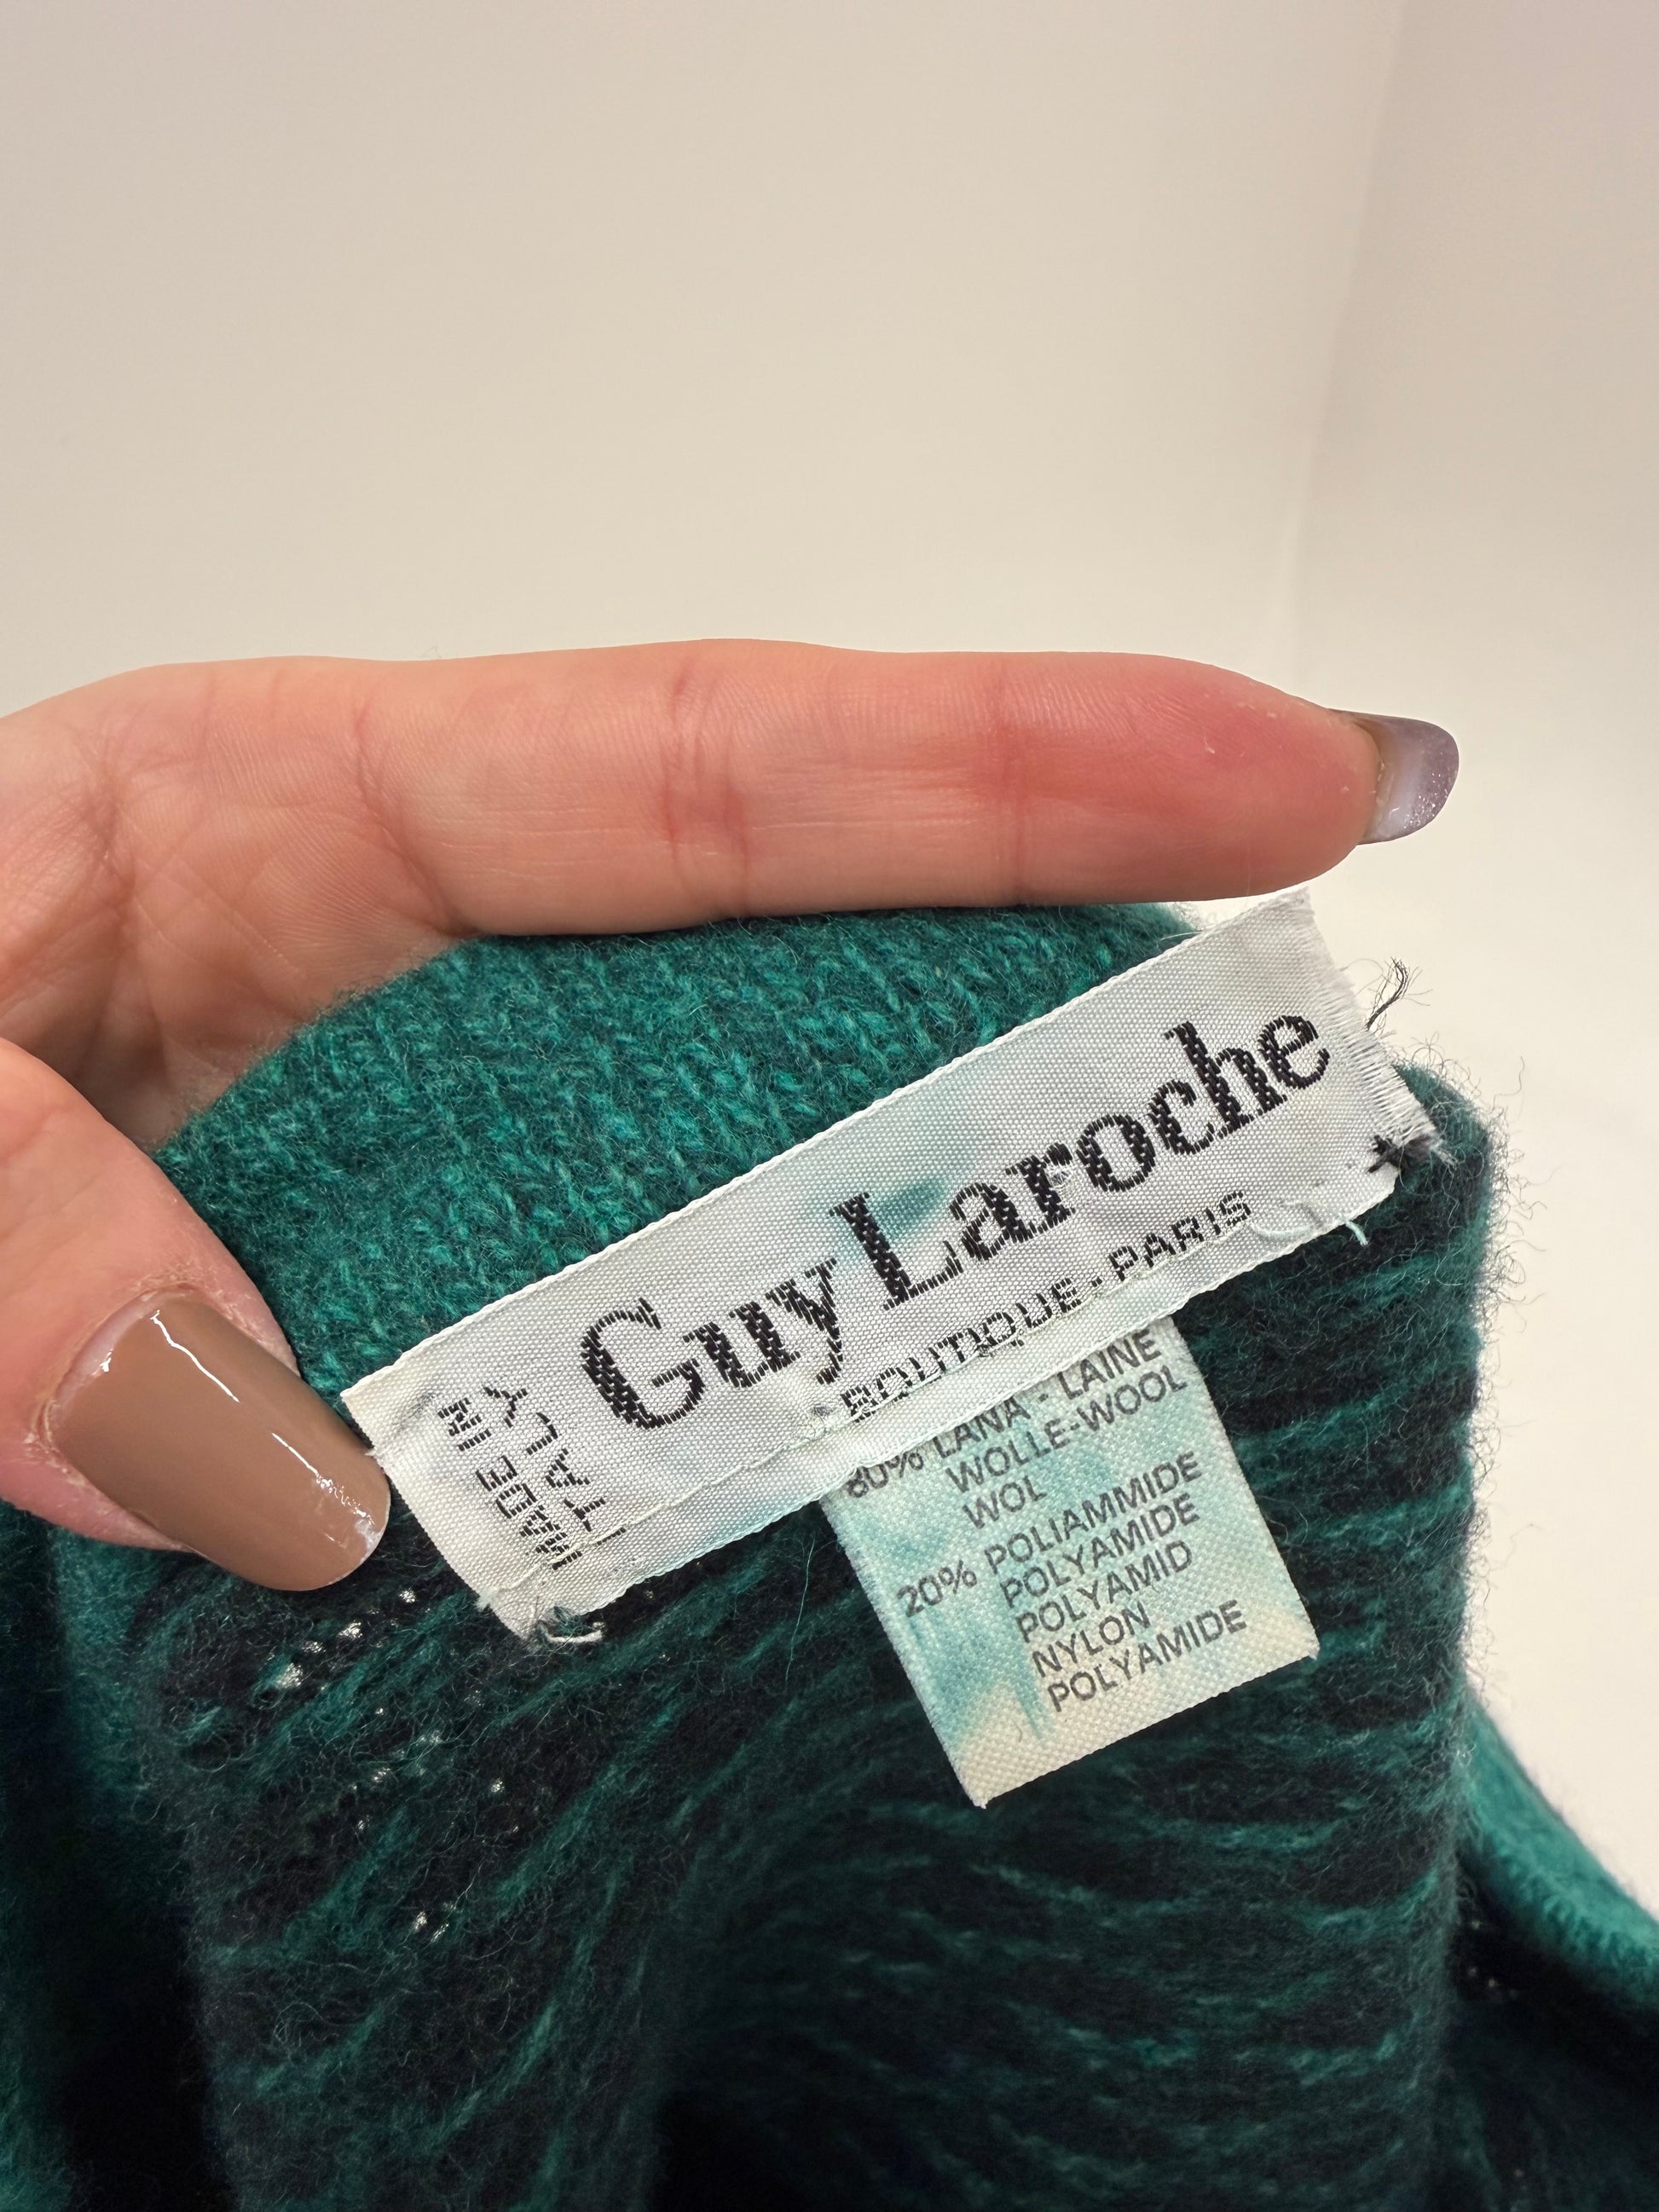 Guy Laroche
BOUTIQUE - PARIS
MADE IN
ITALY
80% LANA - LAINE
WOLLE-WOOL
WOL
20% POLIAMMIDE
POLYAMIDE
POLYAMID
NYLON
POLYAMIDE